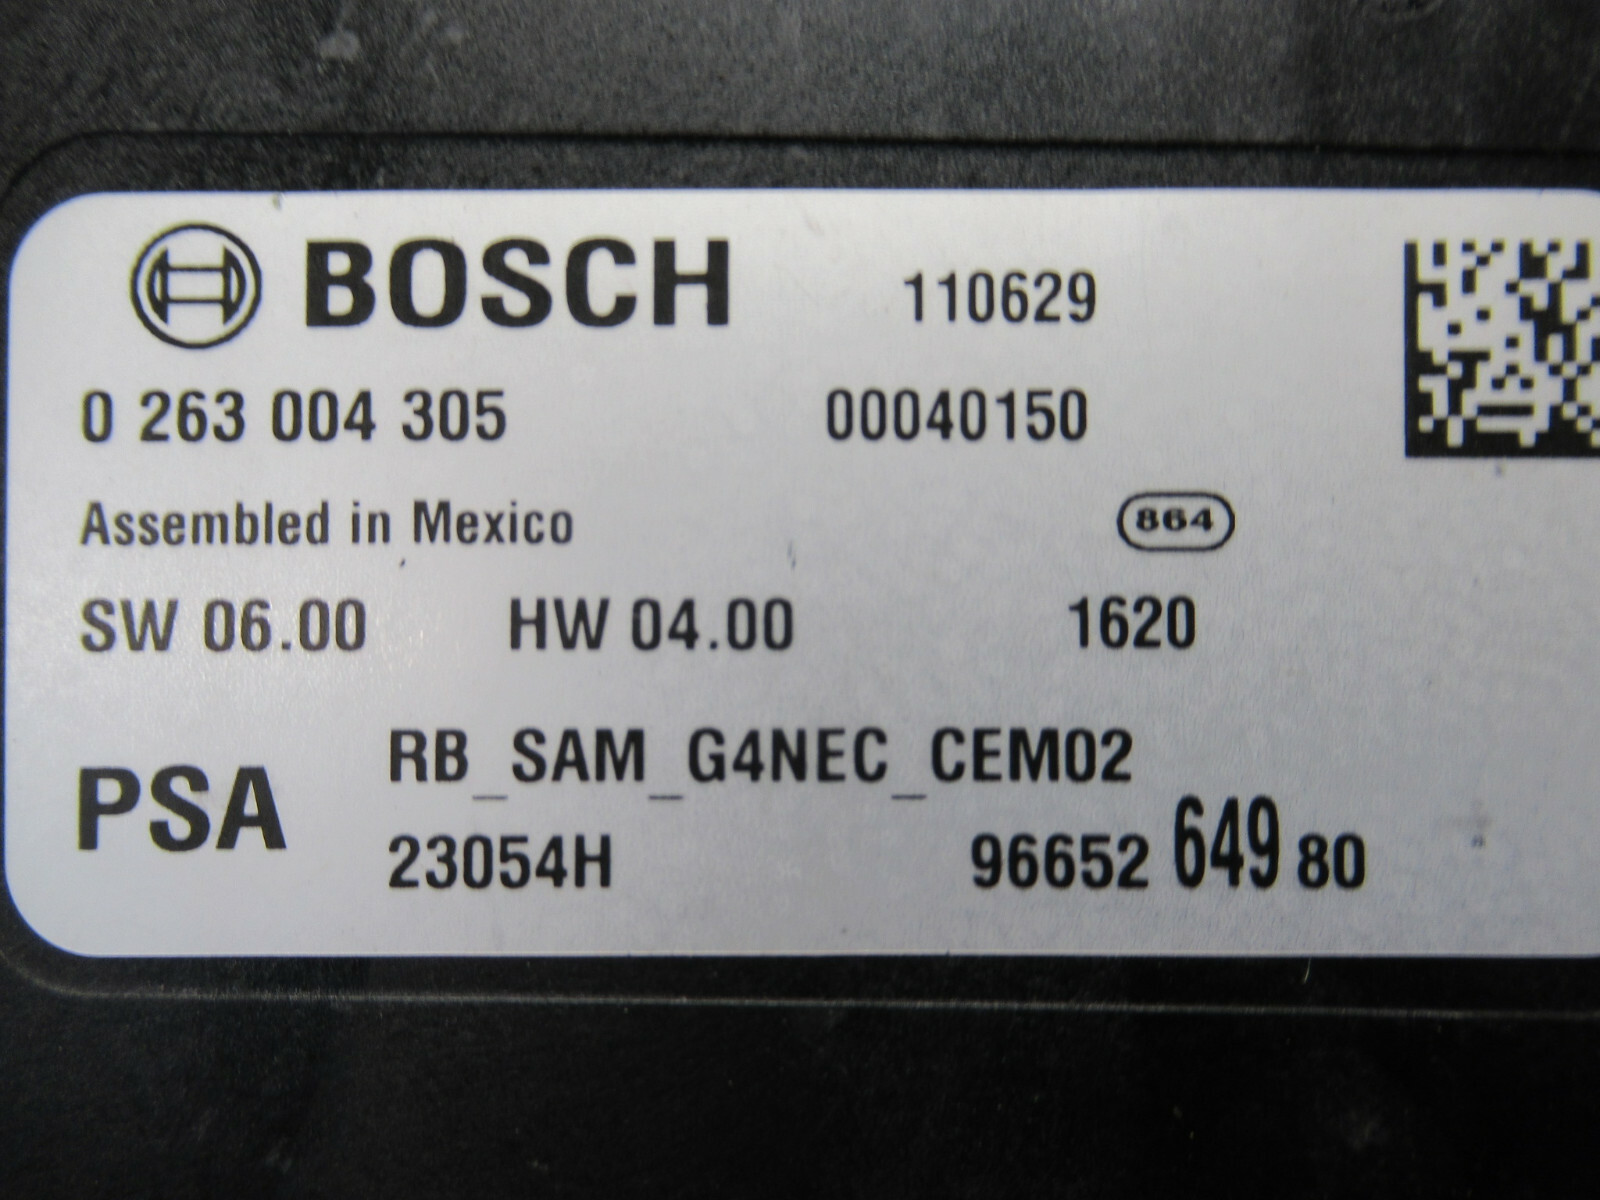 BOSCH 110629
0 263 004 305 00040150
Assembled in Mexico 864
SW 06.00 HW 04.00 1620
RB_SAM_G4NEC_CEM02
PSA
23054H 96652 649 80